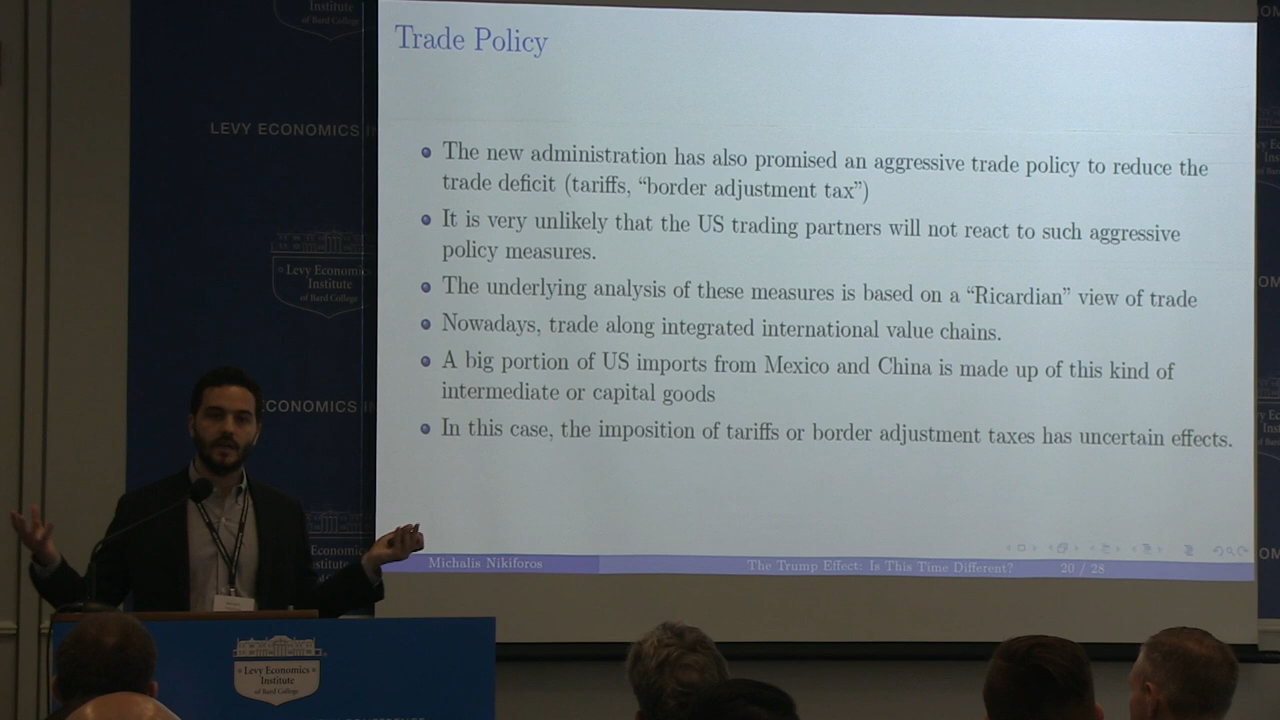 Institute
of Bard College
LEVY ECONOMICS
Levy Economics
Institute
of Bard College
ECONOMICS
Economic
Trade Policy
The new administration has also promised an aggressive trade policy to reduce the
trade deficit (tariffs, “border adjustment tax”)
It is very unlikely that the US trading partners will not react to such aggressive
policy measures.
The underlying analysis of these measures is based on a “Ricardian” view of trade
Nowadays, trade along integrated international value chains.
A big portion of US imports from Mexico and China is made up of this kind of
intermediate or capital goods
In this case, the imposition of tariffs or border adjustment taxes has uncertain effects.
Michalis Nikiforos
The Trump Effect: Is This Time Different?
20 / 28
Levy Economics
Institute
of Bard College